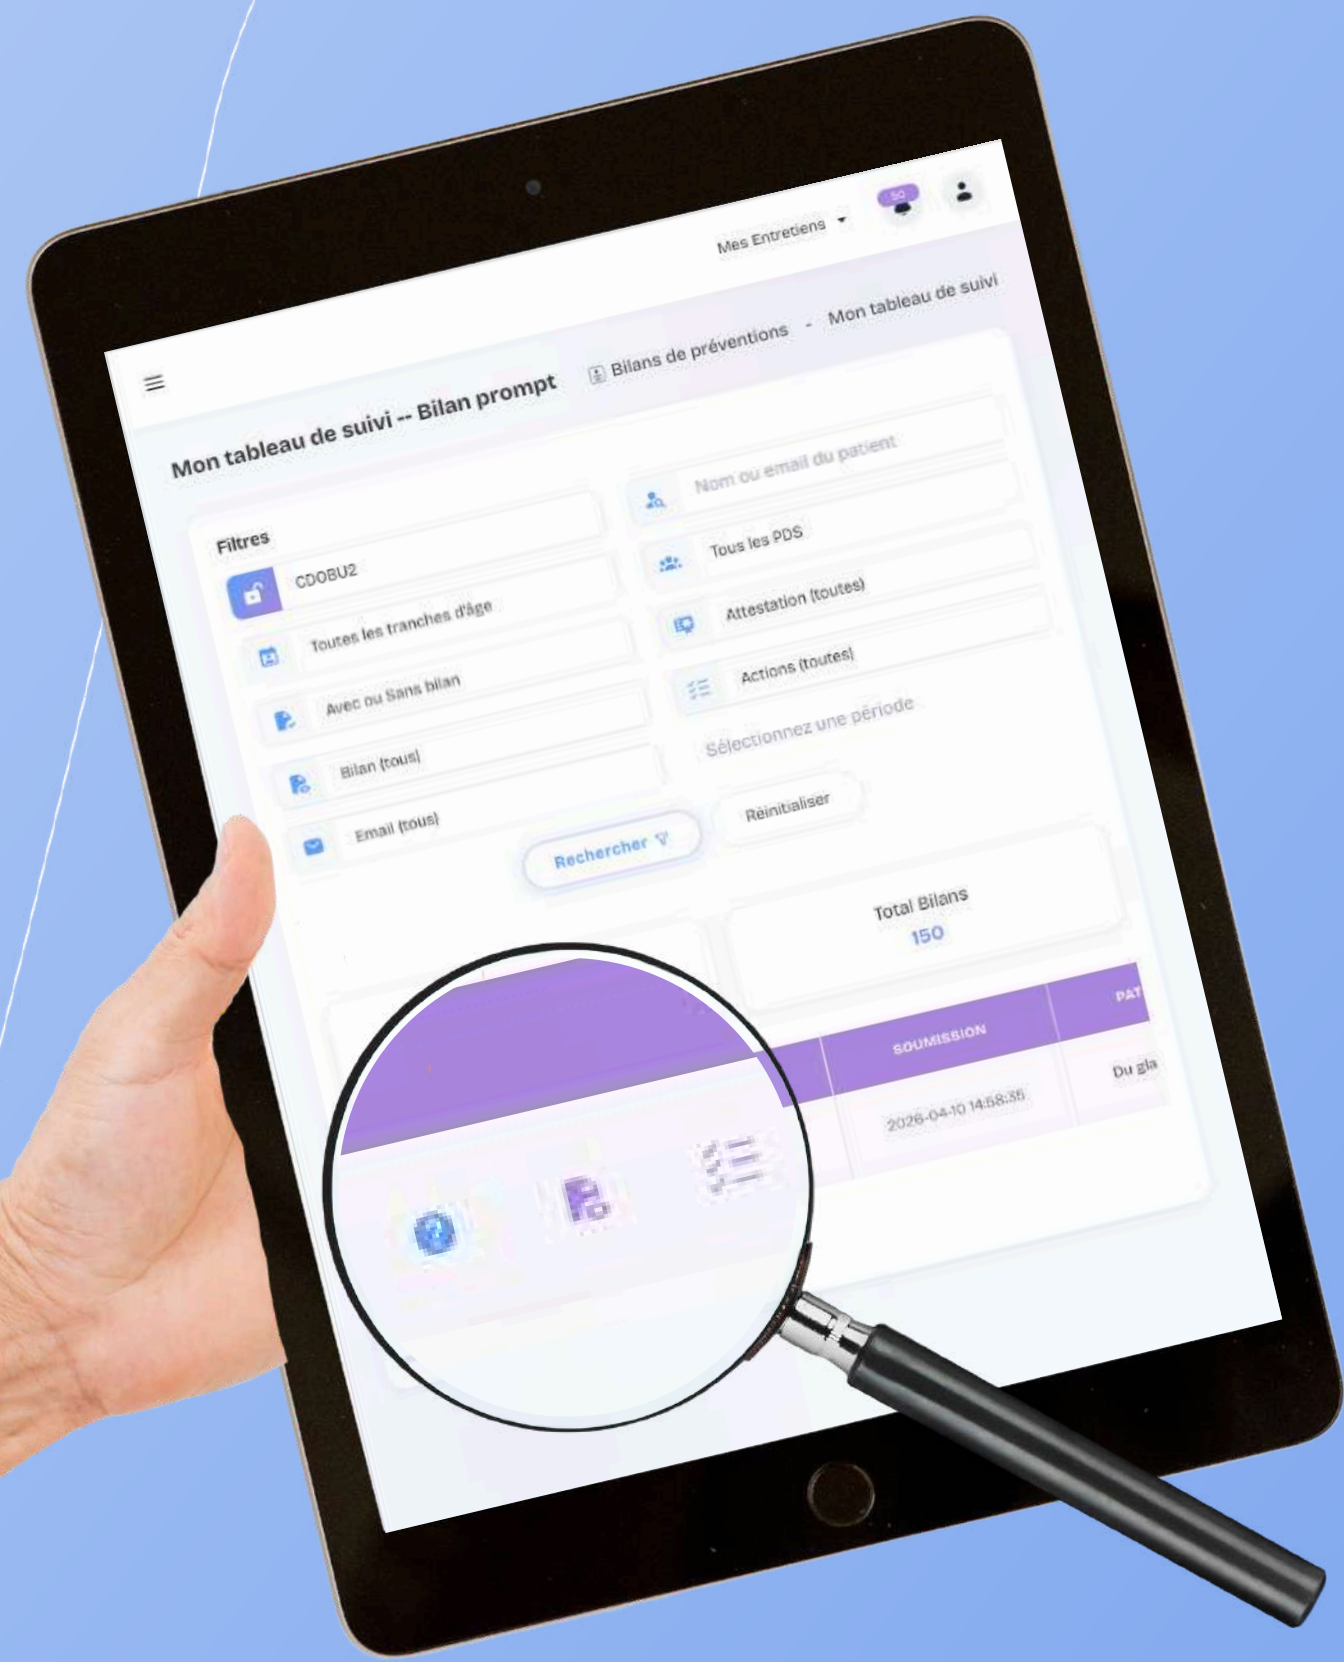 Mes Entretiens
50
Mon tableau de suivi -- Bilan prompt
Bilans de préventions - Mon tableau de suivi
Filtres
CDOBU2
Toutes les tranches d'âge
Avec ou Sans bilan
Bilan (tous)
Email (tous)
Nom ou email du patient
Tous les PDS
Attestation (toutes)
Actions (toutes)
Sélectionnez une période
Rechercher
Réinitialiser
Total Bilans
150
SOUMISSION
PAT
2026-04-10 14:58:35
Du gla